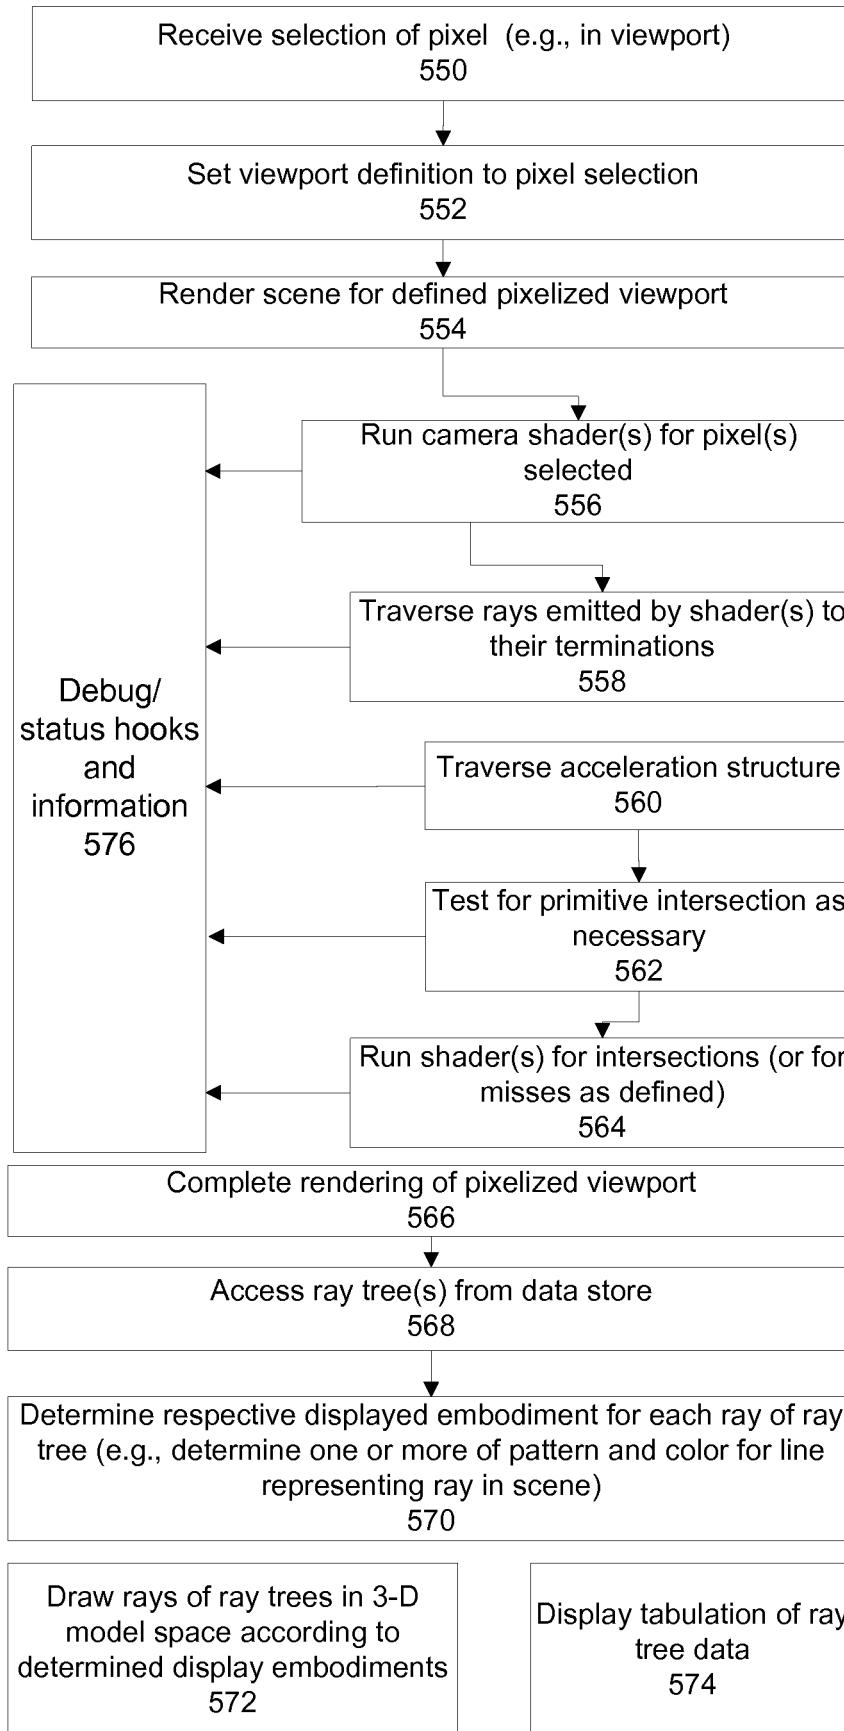 Receive selection of pixel  (e.g., in viewport)
550
Set viewport definition to pixel selection
552
Render scene for defined pixelized viewport
554
Run camera shader(s) for pixel(s)
selected
556
Traverse rays emitted by shader(s) to
their terminations
558
Debug/
status hooks
and
information
576
Traverse acceleration structure
560
Test for primitive intersection as
necessary
562
Run shader(s) for intersections (or for
misses as defined)
564
Complete rendering of pixelized viewport
566
Access ray tree(s) from data store
568
Determine respective displayed embodiment for each ray of ray
tree (e.g., determine one or more of pattern and color for line
representing ray in scene)
570
Draw rays of ray trees in 3-D
model space according to
determined display embodiments
572
Display tabulation of ray
tree data
574